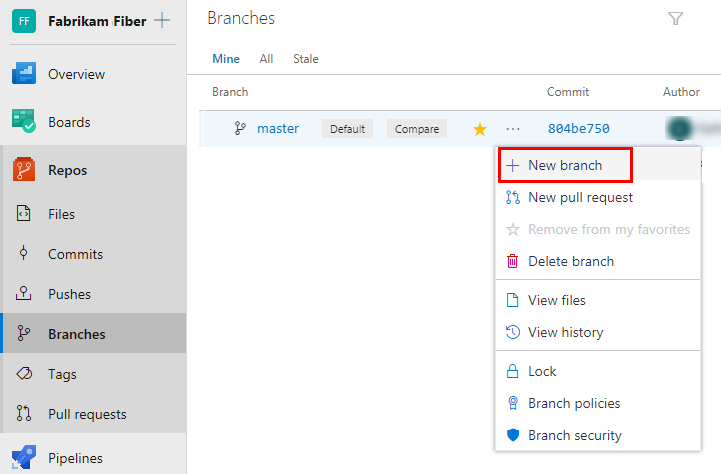 FF Fabrikam Fiber
Overview
Boards
Repos
Files
Commits
Pushes
Branches
Tags
Pull requests
Pipelines
Branches
Mine All Stale
Branch Commit Author
master Default Compare 804be750
New branch
New pull request
Remove from my favorites
Delete branch
View files
View history
Lock
Branch policies
Branch security